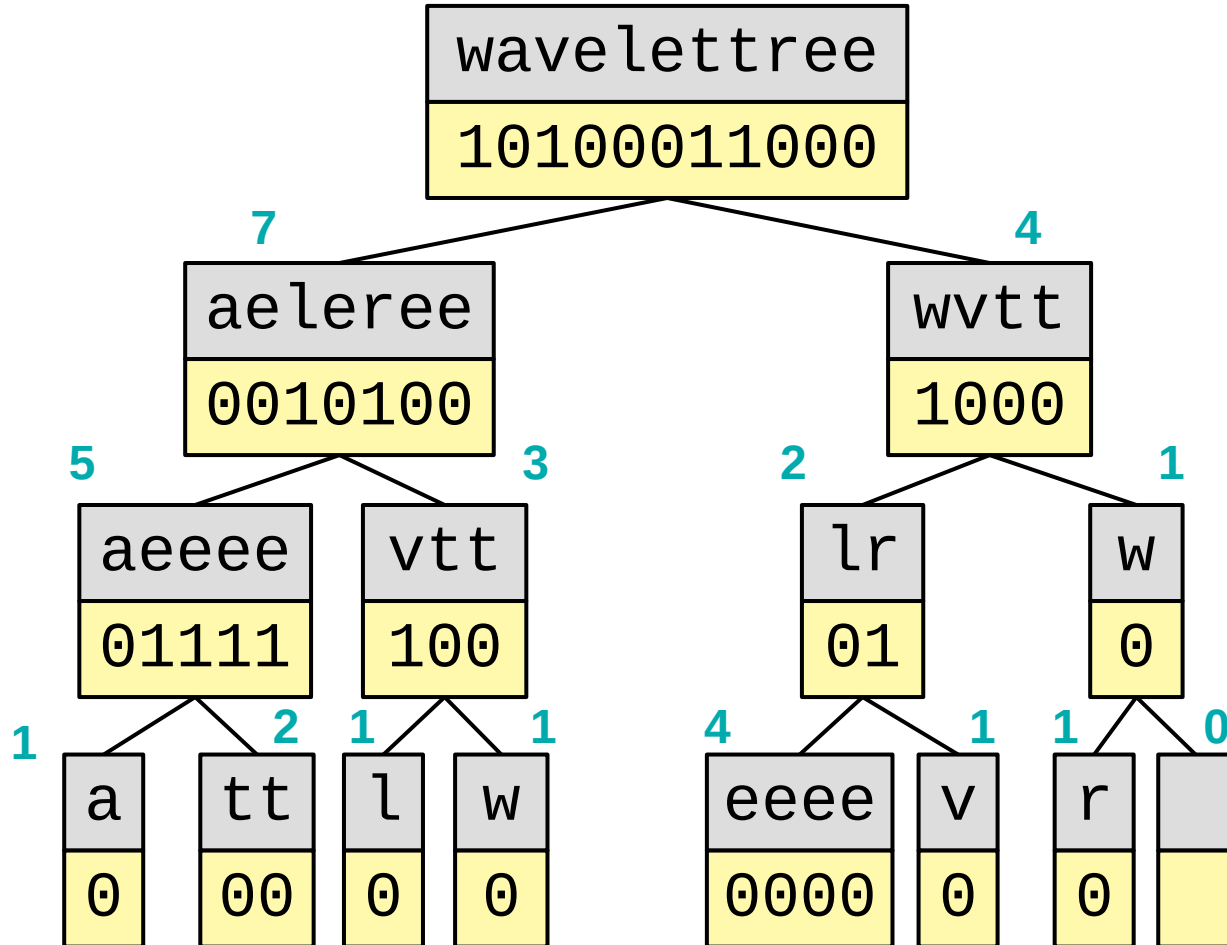 wavelettree
10100011000
7 4
aeleree wvtt
0010100 1000
5 3 2 1
aeeee vtt lr w
01111 100 01 0
1 2 1 1 4 1 1 0
a tt l w eeee v r
0 00 0 0 0000 0 0